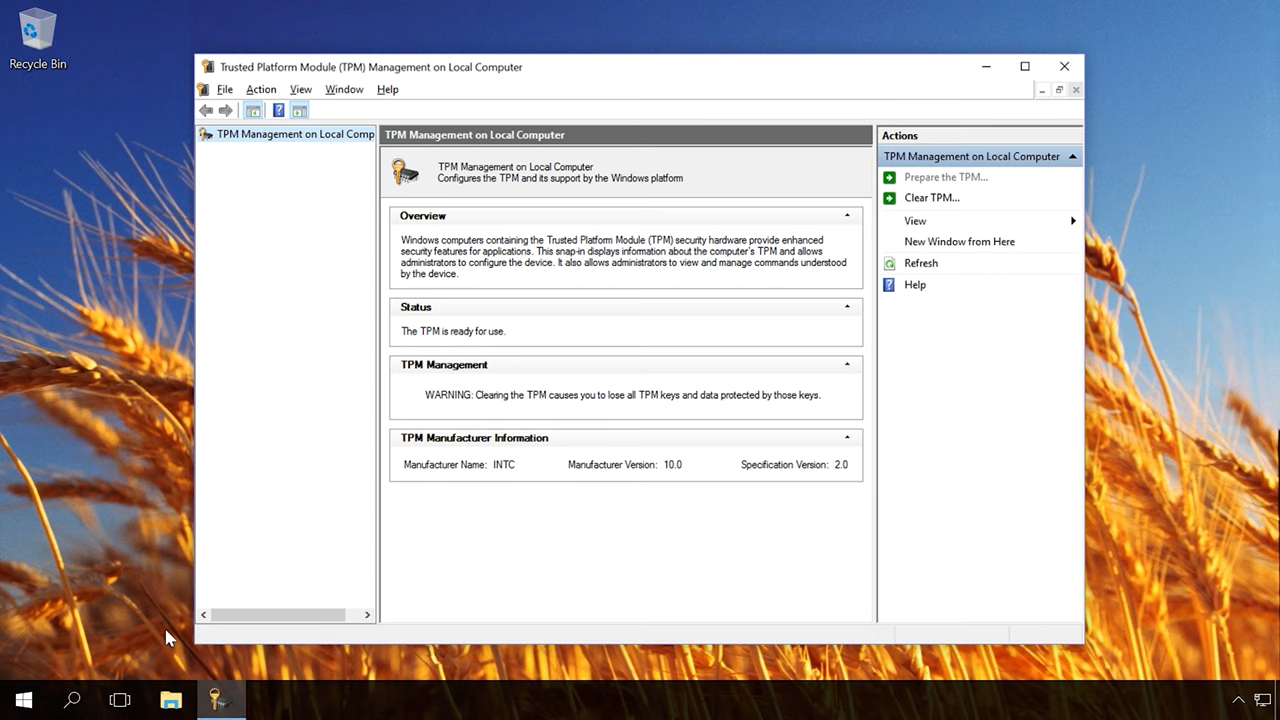 Recycle Bin
Trusted Platform Module (TPM) Management on Local Computer
File Action View Window Help
TPM Management on Local Comp
TPM Management on Local Computer
TPM Management on Local Computer
Configures the TPM and its support by the Windows platform
Overview
Windows computers containing the Trusted Platform Module (TPM) security hardware provide enhanced
security features for applications. This snap-in displays information about the computer's TPM and allows
administrators to configure the device. It also allows administrators to view and manage commands understood
by the device.
Status
The TPM is ready for use.
TPM Management
WARNING: Clearing the TPM causes you to lose all TPM keys and data protected by those keys.
TPM Manufacturer Information
Manufacturer Name: INTC Manufacturer Version: 10.0 Specification Version: 2.0
Actions
TPM Management on Local Computer
Prepare the TPM...
Clear TPM...
View
New Window from Here
Refresh
Help